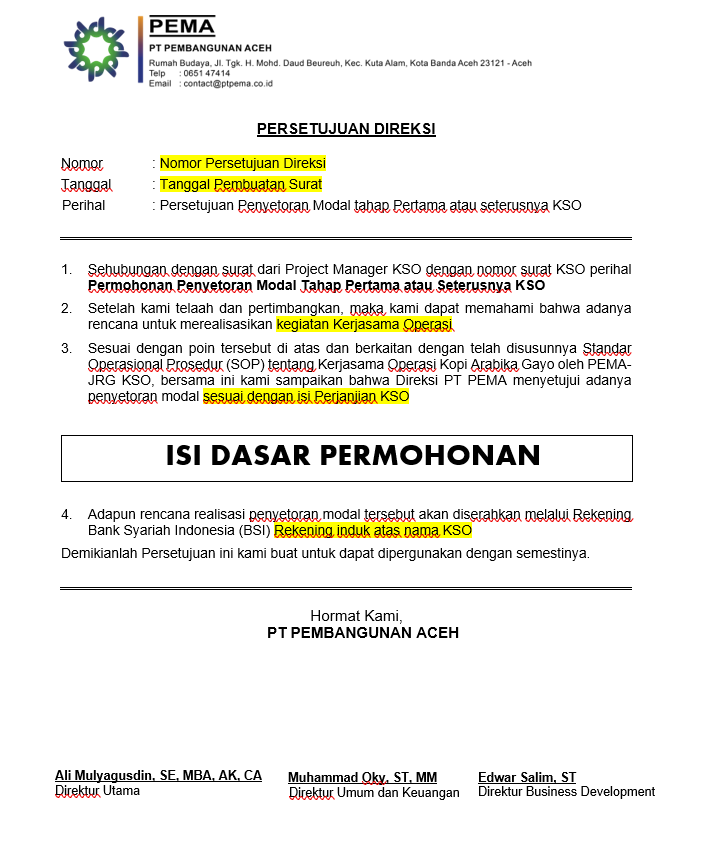 PEMA
PT PEMBANGUNAN ACEH
Rumah Budaya, Jl. Tgk. H. Mohd. Daud Beureuh, Kec. Kuta Alam, Kota Banda Aceh 23121 - Aceh
Telp : 0651 47414
Email : contact@ptpema.co.id
PERSETUJUAN DIREKSI
Nomor : Nomor Persetujuan Direksi
Tanggal : Tanggal Pembuatan Surat
Perihal : Persetujuan Penyetoran Modal tahap Pertama atau seterusnya KSO
1. Sehubungan dengan surat dari Project Manager KSO dengan nomor surat KSO perihal
Permohonan Penyetoran Modal Tahap Pertama atau Seterusnya KSO
2. Setelah kami telaah dan pertimbangkan, maka kami dapat memahami bahwa adanya
rencana untuk merealisasikan kegiatan Kerjasama Operasi
3. Sesuai dengan poin tersebut di atas dan berkaitan dengan telah disusunnya Standar
Operasional Prosedur (SOP) tentang Kerjasama Operasi Kopi Arabika Gayo oleh PEMA-
JRG KSO, bersama ini kami sampaikan bahwa Direksi PT PEMA menyetujui adanya
penyetoran modal sesuai dengan isi Perjanjian KSO
ISI DASAR PERMOHONAN
4. Adapun rencana realisasi penyetoran modal tersebut akan diserahkan melalui Rekening
Bank Syariah Indonesia (BSI) Rekening induk atas nama KSO
Demikianlah Persetujuan ini kami buat untuk dapat dipergunakan dengan semestinya.
Hormat Kami,
PT PEMBANGUNAN ACEH
Ali Mulyagusdin, SE, MBA, AK, CA Muhammad Oky, ST, MM Edwar Salim, ST
Direktur Utama Direktur Umum dan Keuangan Direktur Business Development